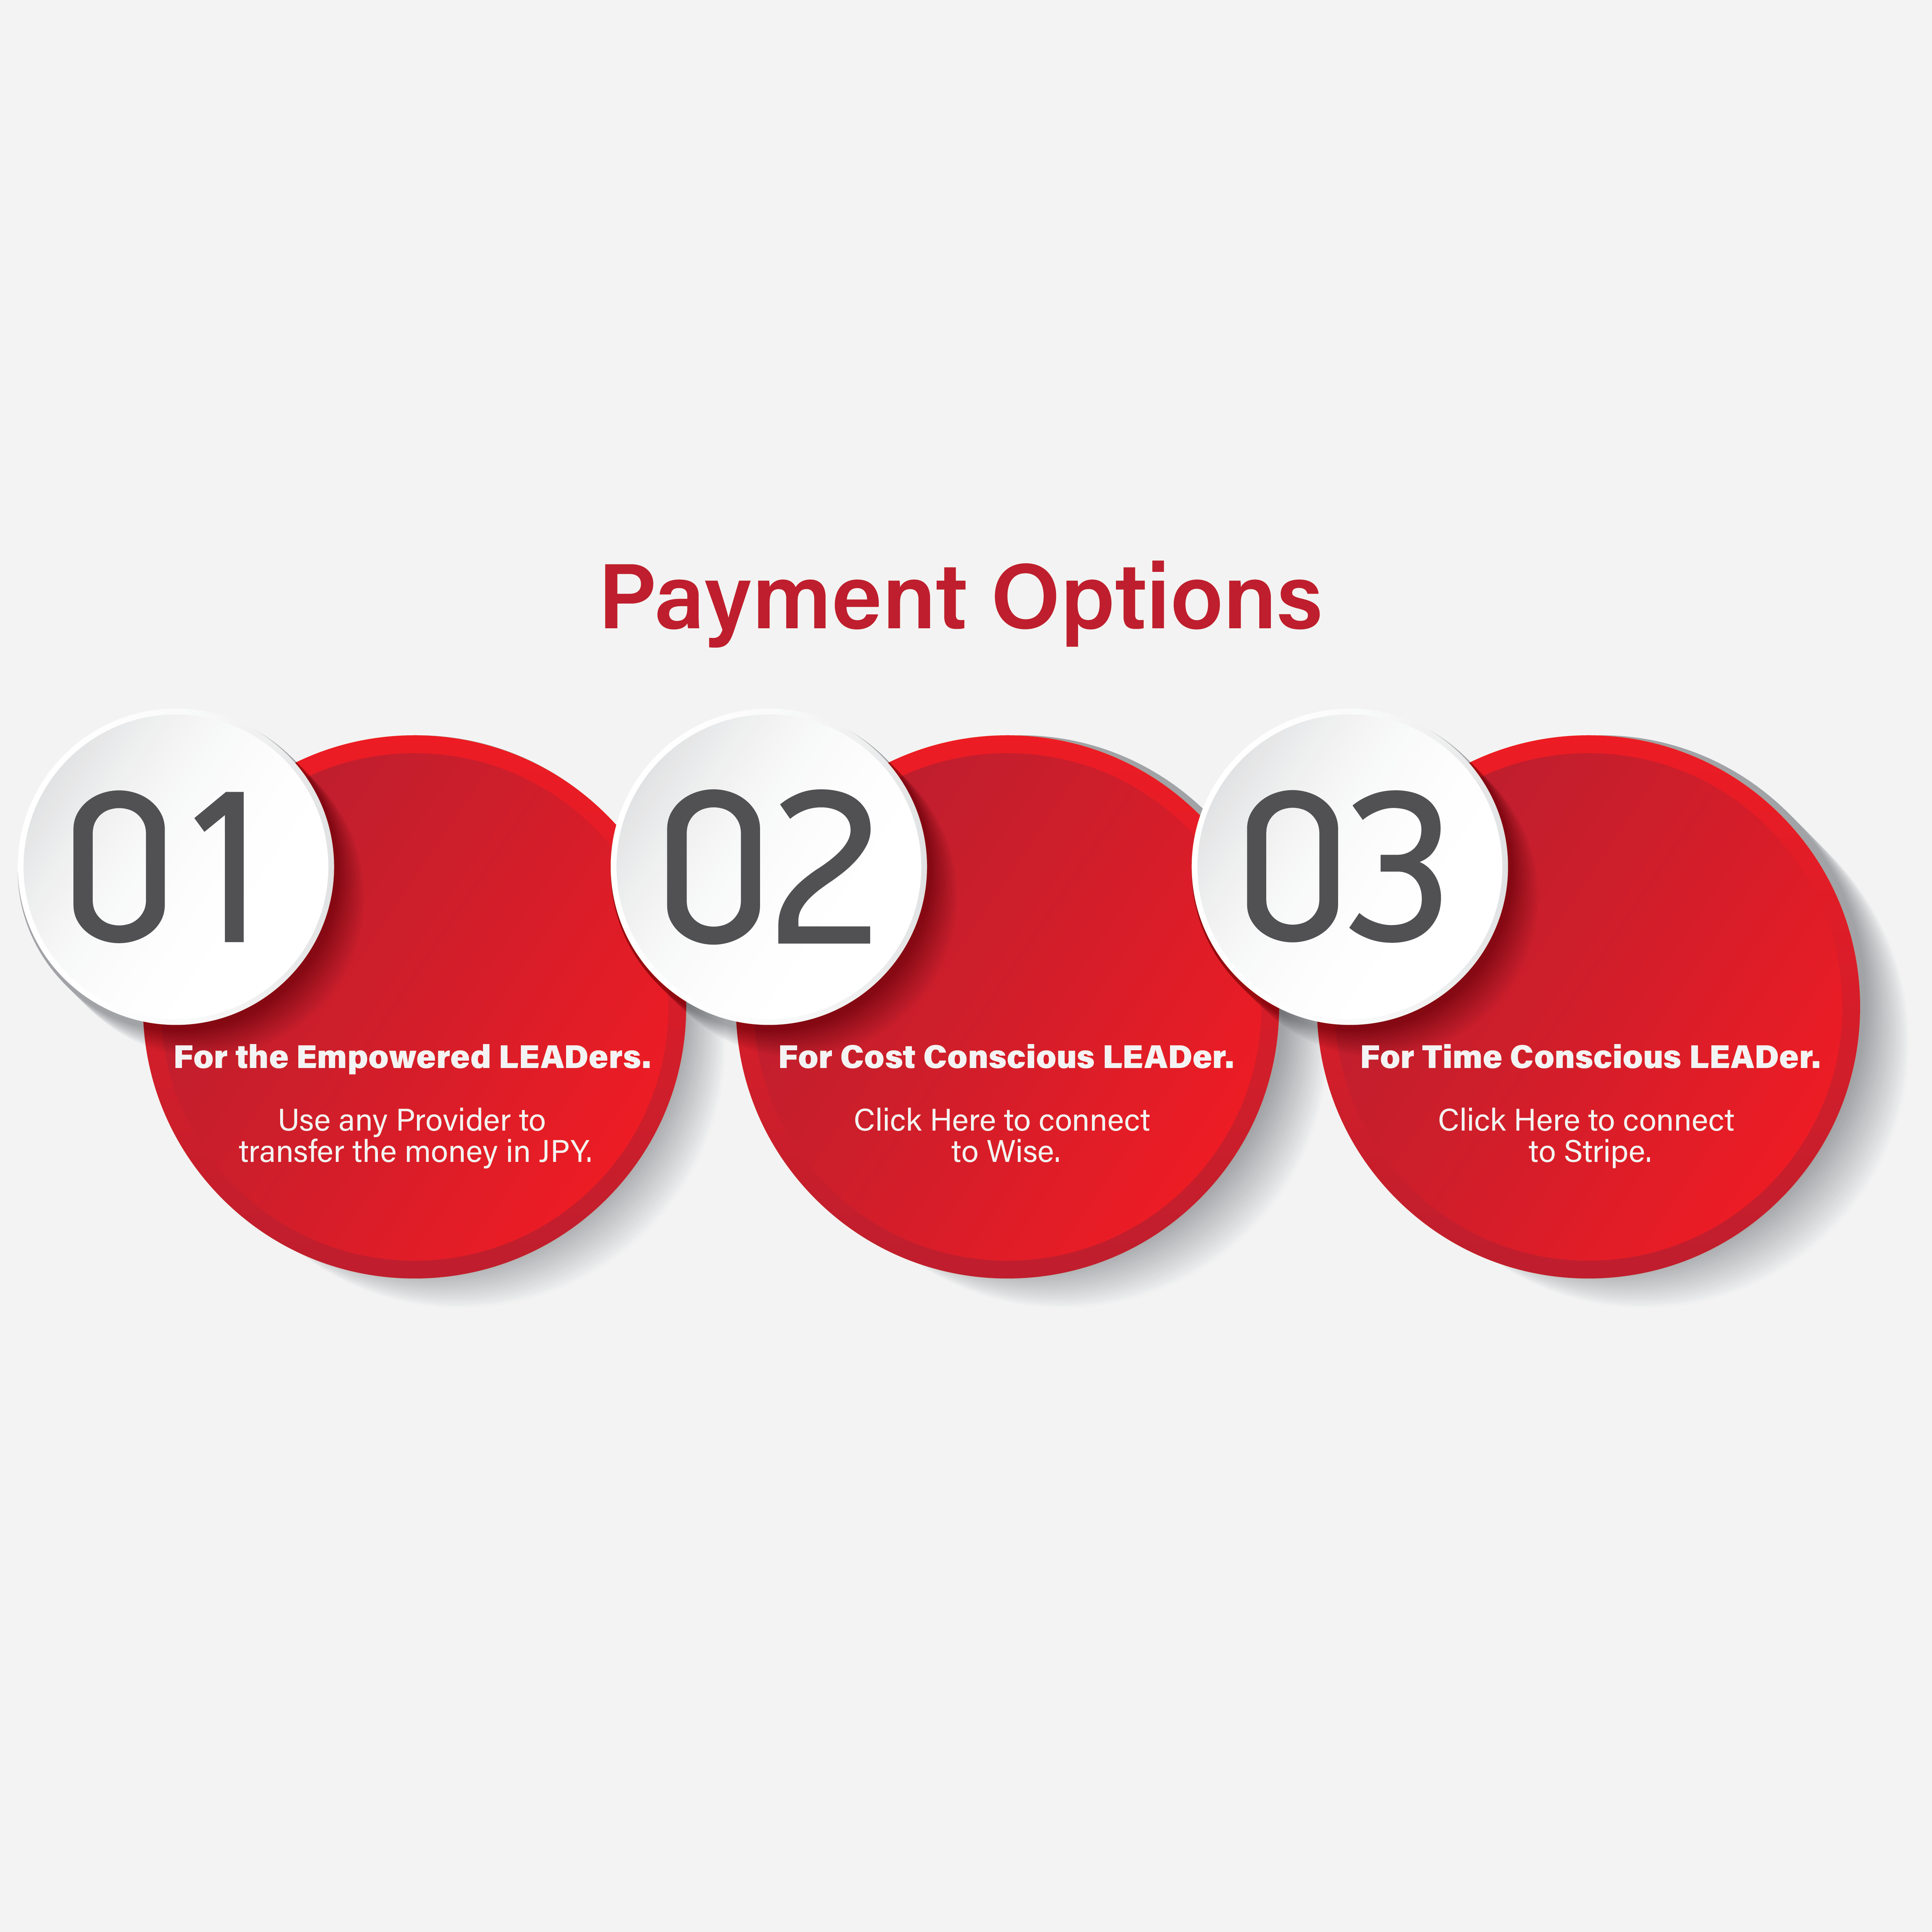 Payment Options
01
For the Empowered LEADers.
Use any Provider to
transfer the money in JPY.
02
For Cost Conscious LEADer.
Click Here to connect
to Wise.
03
For Time Conscious LEADer.
Click Here to connect
to Stripe.